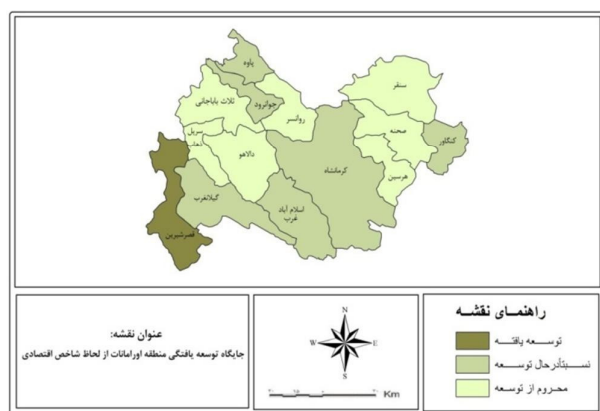 پاوه
سنقر
ثلاث باباجانی
جوانرود
روانسر
صحنه
کنگاور
سرپل
ذهاب
دالاهو
هرسین
کرمانشاه
گیلانغرب
اسلام آباد
غرب
قصرشیرین
عنوان نقشه:
جایگاه توسعه یافتگی منطقه اورامانات از لحاظ شاخص اقتصادی
N
W E
S
Km
راهنمای نقشه
توسعه یافته
نسبتأدرحال توسعه
محروم از توسعه